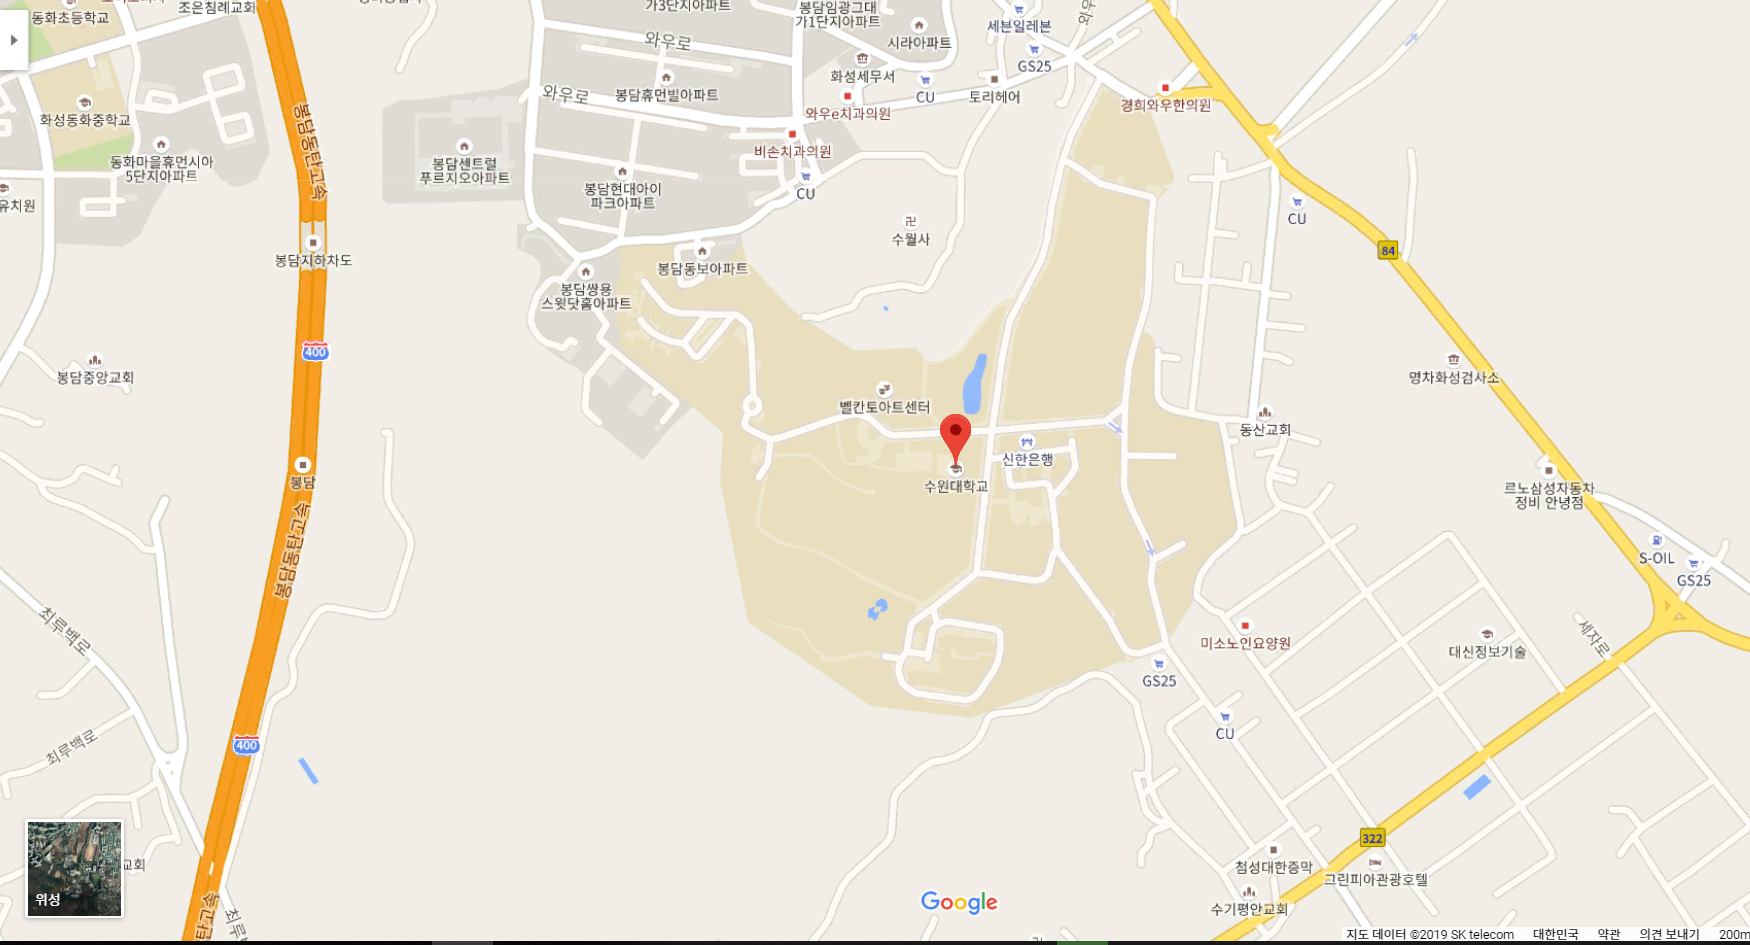 동화초등학교
조은침례교회
가3단지아파트
봉담임광그대
가1단지아파트
세븐일레븐
와우로
시라아파트
GS25
화성세무서
봉담휴먼빌아파트
와우로
CU
토리헤어
경희와우한의원
와우e치과의원
화성동화중학교
봉담동탄고속
비손치과의원
동화마을휴먼시아
5단지아파트
봉담센트럴
푸르지오아파트
봉담현대아이
파크아파트
CU
유치원
CU
수월사
84
봉담지하차도
봉담동보아파트
봉담쌍용
스윗닷홈아파트
400
봉담중앙교회
명차화성검사소
벨칸토아트센터
동산교회
신한은행
봉담
수원대학교
르노삼성자동차
정비 안녕점
봉담동탄고속
S-OIL
GS25
최루백로
미소노인요양원
세자로
대신정보기술
GS25
CU
최루백로
400
322
교회
첨성대한증막
그린피아관광호텔
위성
Google
수기평안교회
탄고속
지도 데이터 ©2019 SK telecom 대한민국 약관 의견 보내기 200m